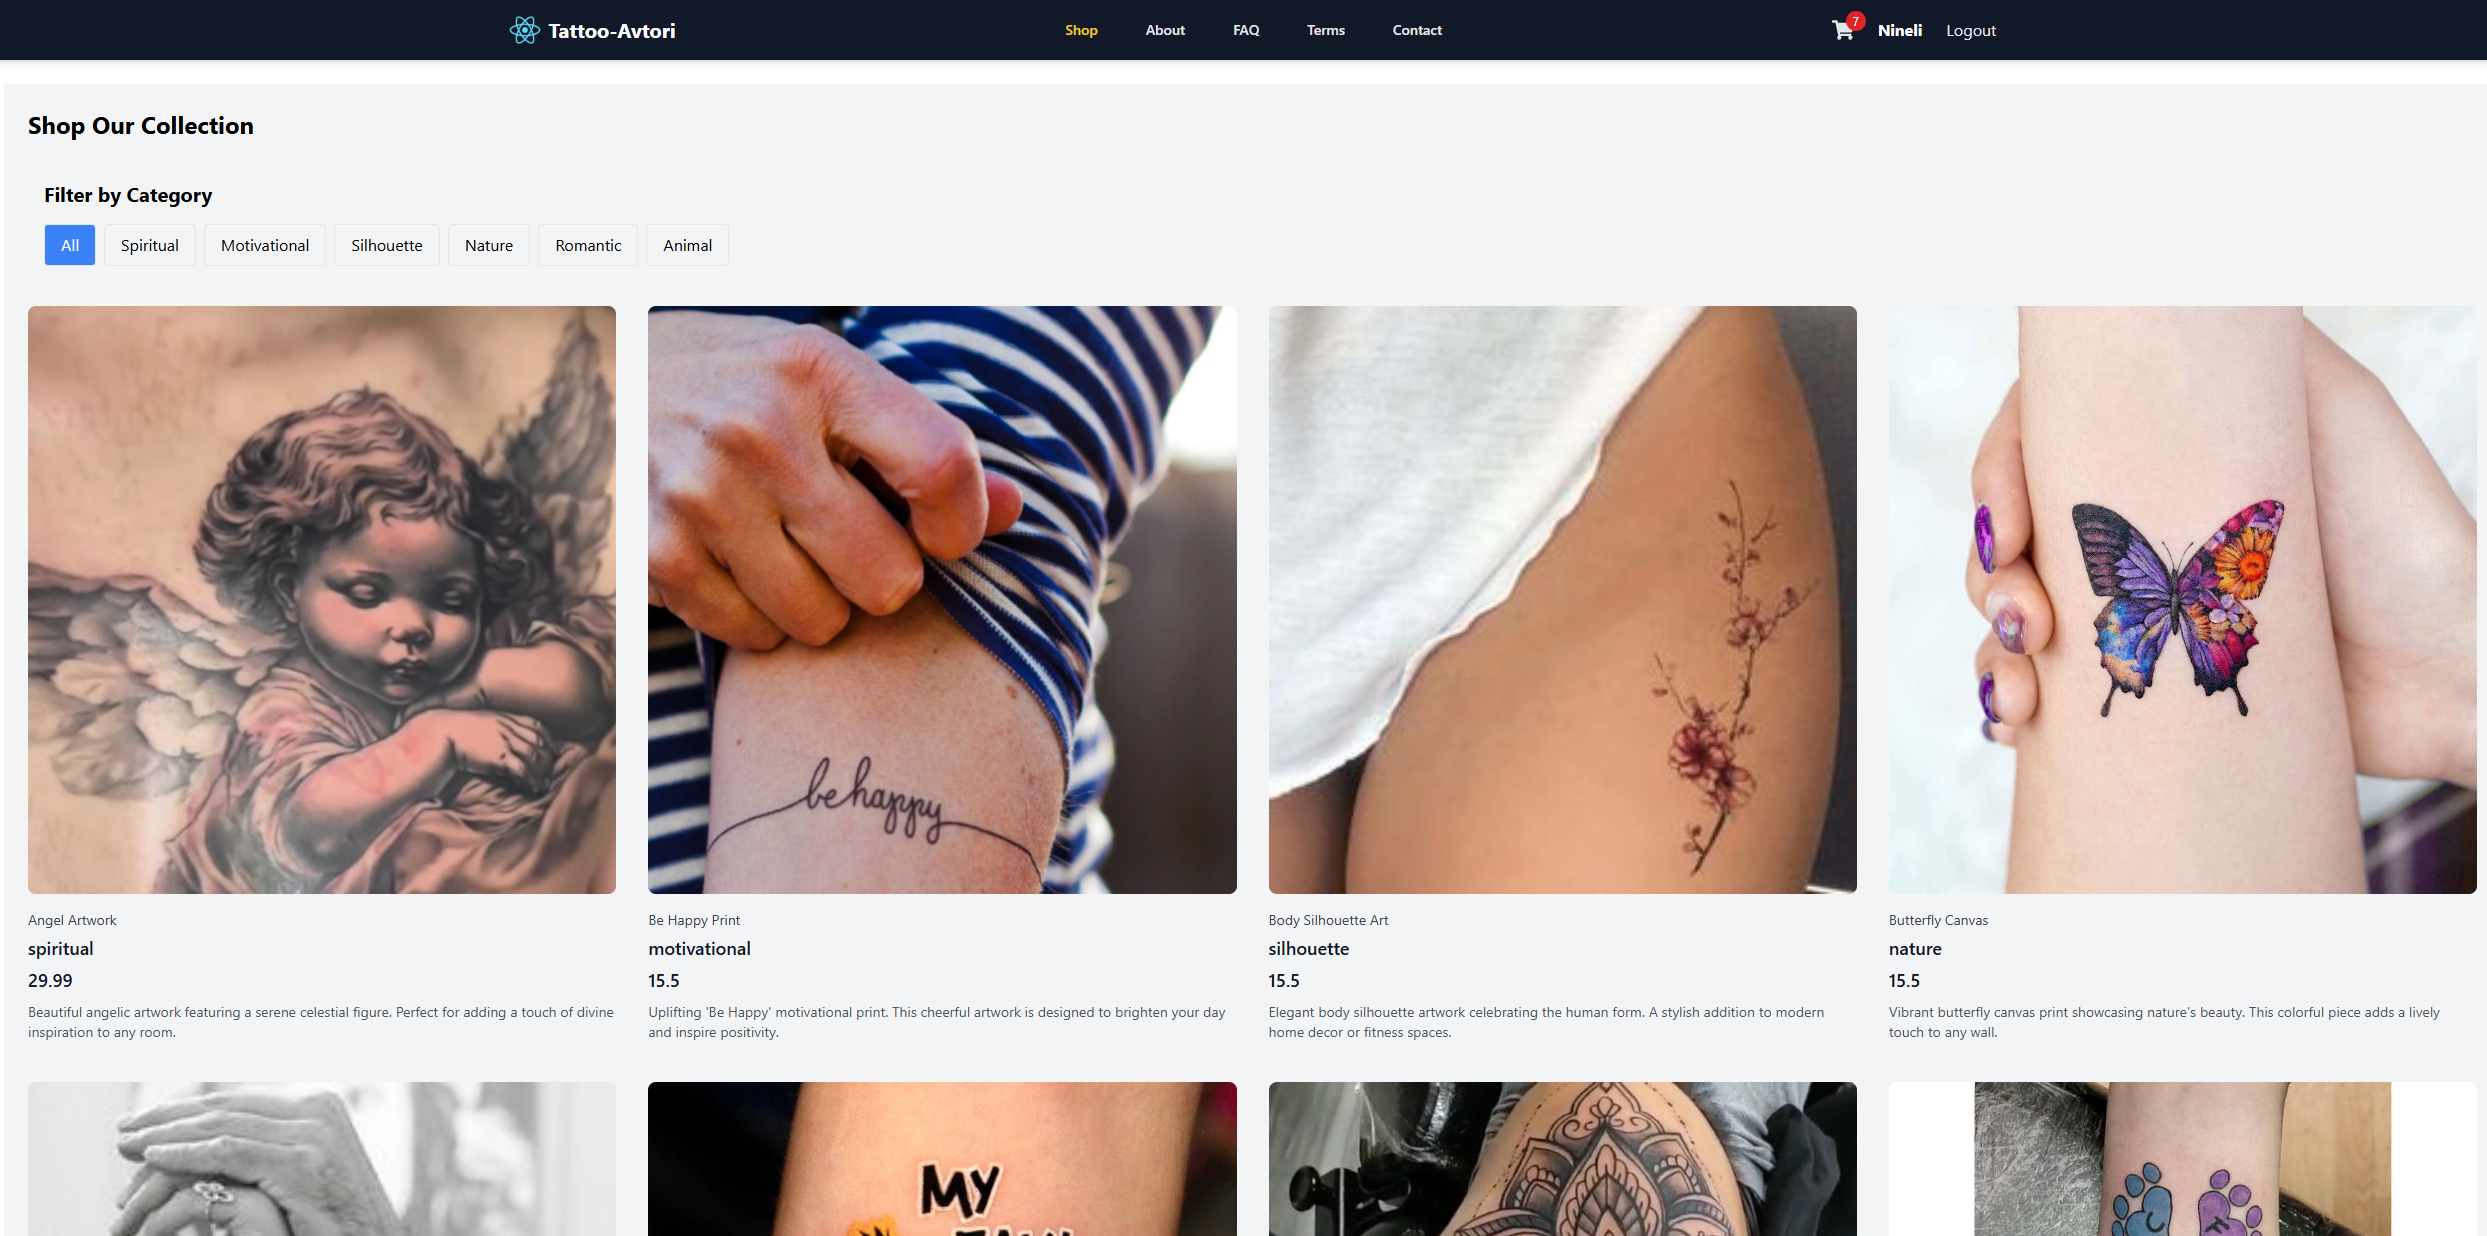 Tattoo-Avtori
Shop
About
FAQ
Terms
Contact
7
Nineli
Logout
Shop Our Collection
Filter by Category
All
Spiritual
Motivational
Silhouette
Nature
Romantic
Animal
be happy
Angel Artwork
spiritual
29.99
Beautiful angelic artwork featuring a serene celestial figure. Perfect for adding a touch of divine
inspiration to any room.
Be Happy Print
motivational
15.5
Uplifting 'Be Happy' motivational print. This cheerful artwork is designed to brighten your day
and inspire positivity.
Body Silhouette Art
silhouette
15.5
Elegant body silhouette artwork celebrating the human form. A stylish addition to modern
home decor or fitness spaces.
Butterfly Canvas
nature
15.5
Vibrant butterfly canvas print showcasing nature's beauty. This colorful piece adds a lively
touch to any wall.
MY